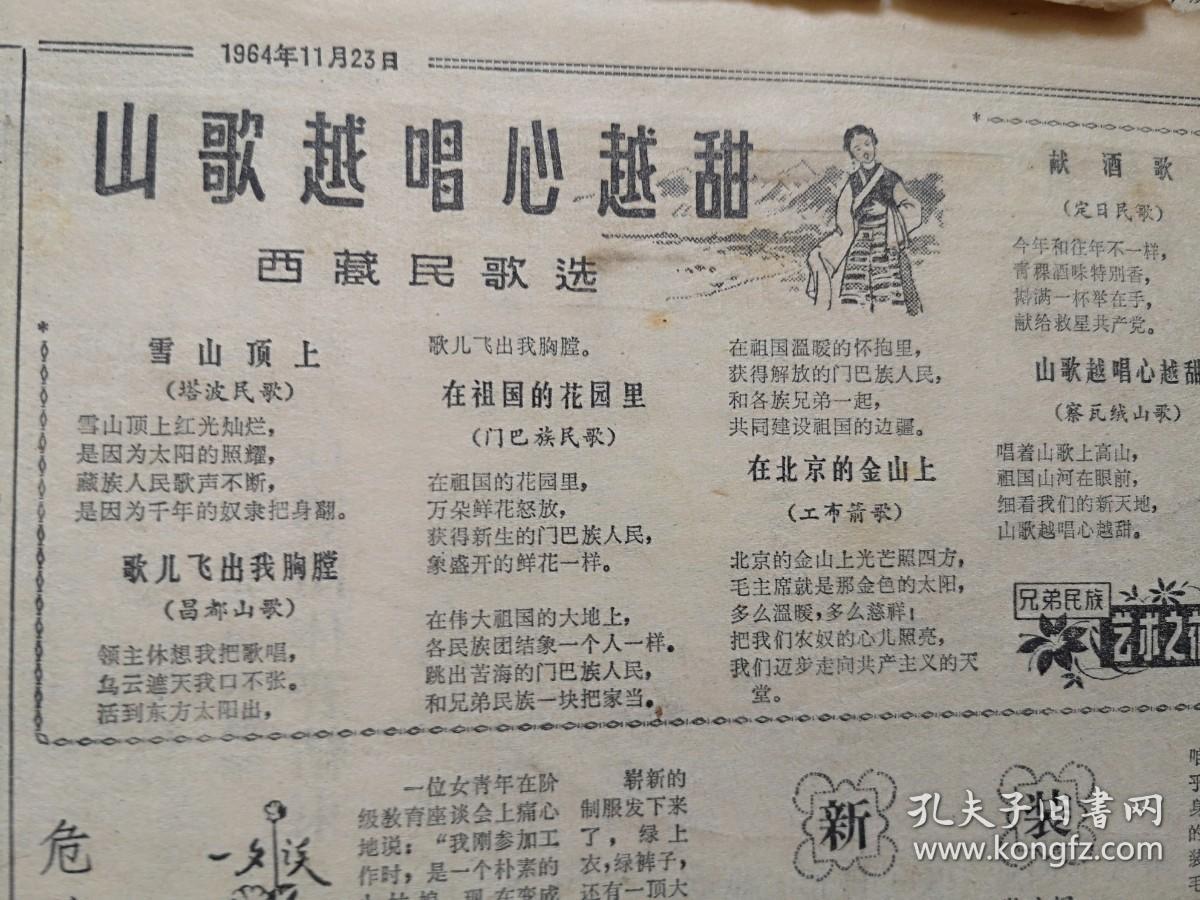 1964年11月23日
山歌越唱心越甜
西藏民歌选
雪山顶上
（塔波民歌）
雪山顶上红光灿烂，
是因为太阳的照耀，
藏族人民歌声不断，
是因为千年的奴隶把身翻。
歌儿飞出我胸膛
（昌都山歌）
领主休想我把歌唱，
乌云遮天我口不张。
活到东方太阳出，
歌儿飞出我胸膛。
在祖国的花园里
（门巴族民歌）
在祖国的花园里，
万朵鲜花怒放，
获得新生的门巴族人民，
象盛开的鲜花一样。
在伟大祖国的大地上，
各民族团结象一个人一样。
跳出苦海的门巴族人民，
和兄弟民族一块把家当。
在祖国温暖的怀抱里，
获得解放的门巴族人民，
和各族兄弟一起，
共同建设祖国的边疆。
在北京的金山上
（工布箭歌）
北京的金山上光芒照四方，
毛主席就是那金色的太阳，
多么温暖，多么慈祥！
把我们农奴的心儿照亮，
我们迈步走向共产主义的天
堂。
献酒歌
（定日民歌）
今年和往年不一样，
青稞酒味特别香，
斟满一杯举在手，
献给救星共产党。
山歌越唱心越甜
（察瓦绒山歌）
唱着山歌上高山，
祖国山河在眼前，
细看我们的新天地，
山歌越唱心越甜。
兄弟民族
艺术之花
危
一夕谈
一位女青年在阶
级教育座谈会上痛心
地说：“我刚参加工
作时，是一个朴素的
崭新的
制服发下来
了，绿上
衣，绿裤子，
还有一顶大
新装
孔夫子旧书网
www.kongfz.com